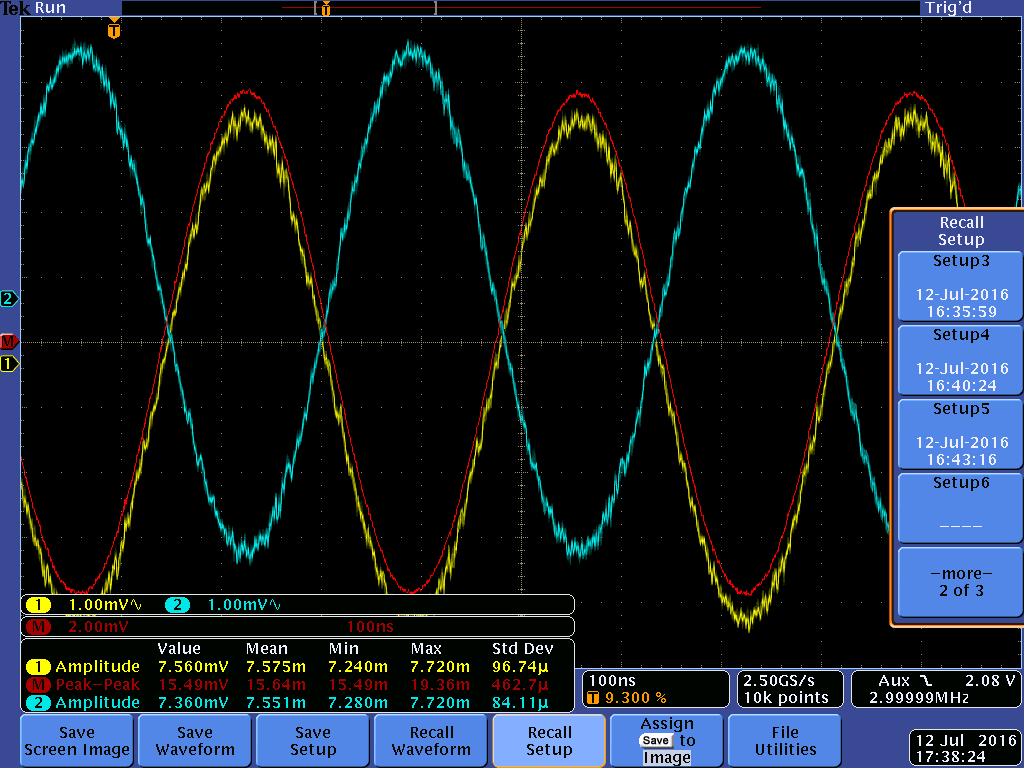 Tek Run Trig'd
T
T
2
M
1
Recall
Setup
Setup3
12-Jul-2016
16:35:59
Setup4
12-Jul-2016
16:40:24
Setup5
12-Jul-2016
16:43:16
Setup6
----
-more-
2 of 3
1 1.00mV∿ 2 1.00mV∿
M 2.00mV 100ns
Value Mean Min Max Std Dev
1 Amplitude 7.560mV 7.575m 7.240m 7.720m 96.74µ
M Peak-Peak 15.49mV 15.64m 15.49m 19.36m 462.7µ
2 Amplitude 7.360mV 7.551m 7.280m 7.720m 84.11µ
100ns
T 9.300 %
2.50GS/s
10k points
Aux 2.08 V
2.99999MHz
Save
Screen Image
Save
Waveform
Save
Setup
Recall
Waveform
Recall
Setup
Assign
Save to
Image
File
Utilities
12 Jul 2016
17:38:24